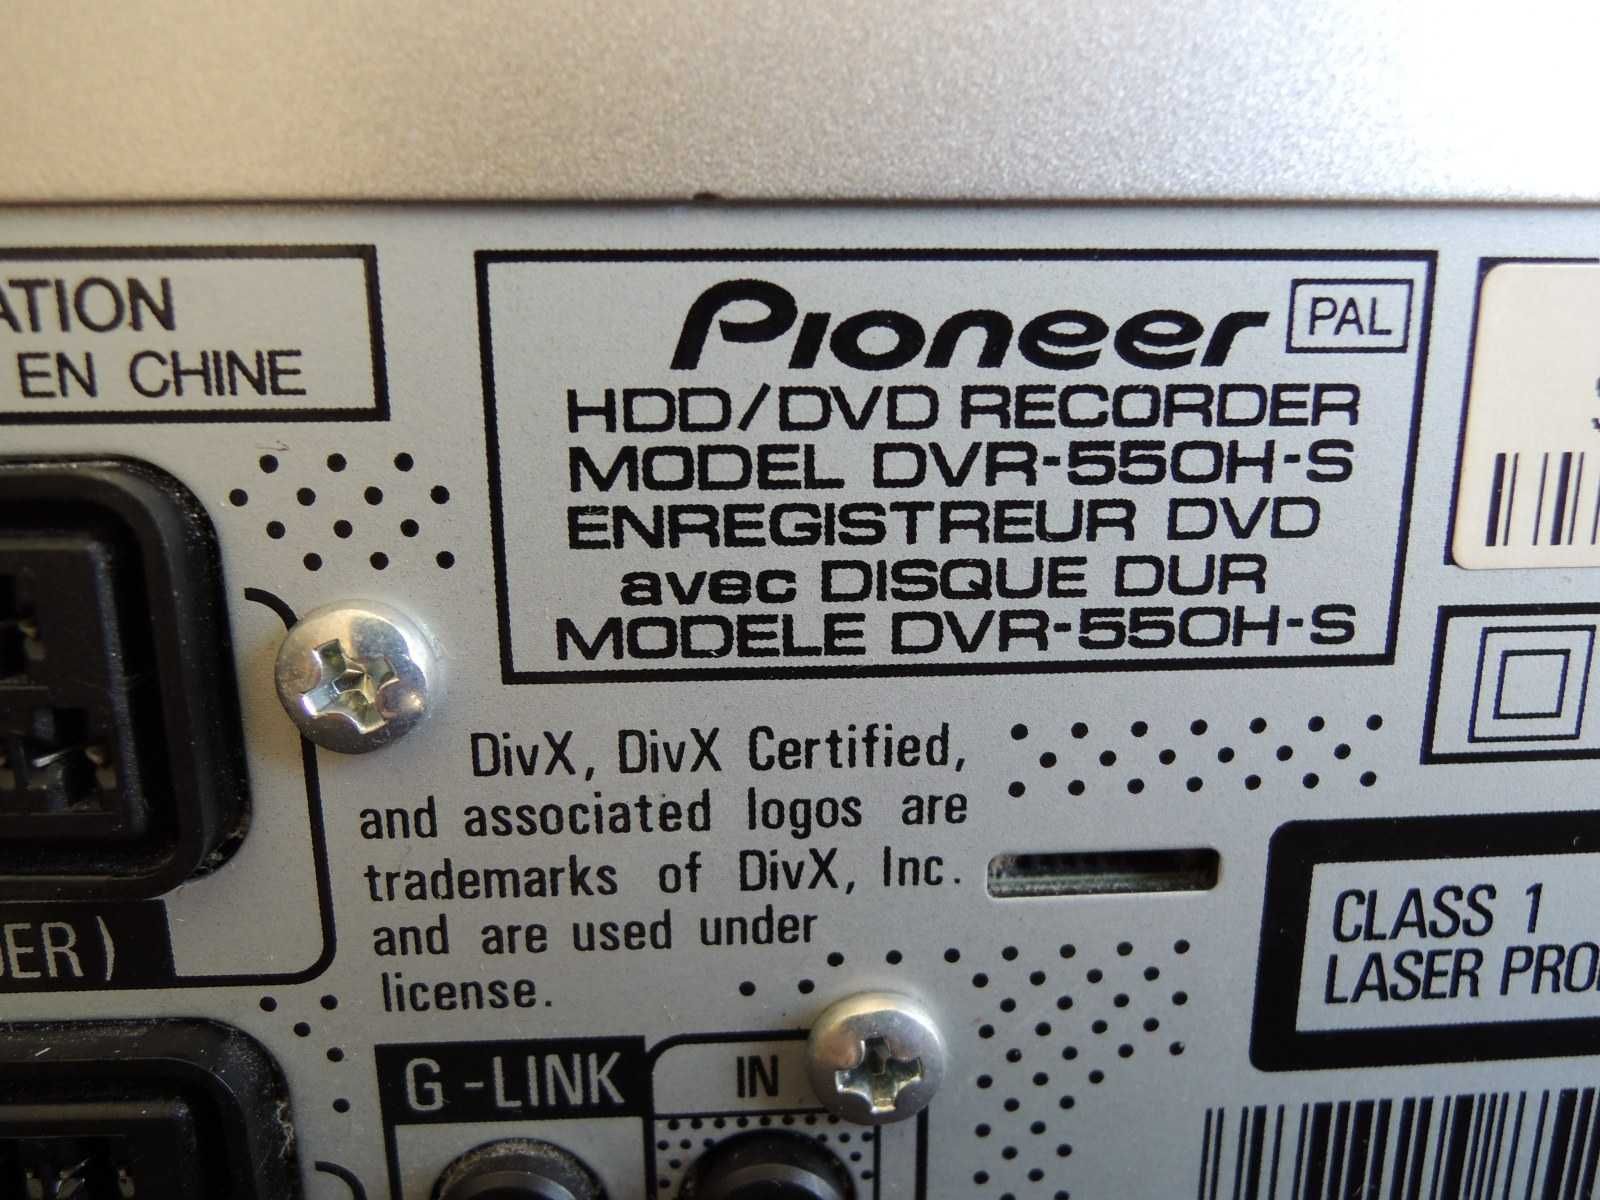 ATION
EN CHINE
Pioneer
PAL
HDD/DVD RECORDER
MODEL DVR-550H-S
ENREGISTREUR DVD
avec DISQUE DUR
MODELE DVR-550H-S
DivX, DivX Certified,
and associated logos are
trademarks of DivX, Inc.
and are used under
license.
DER)
CLASS 1
LASER PRO
G-LINK
IN